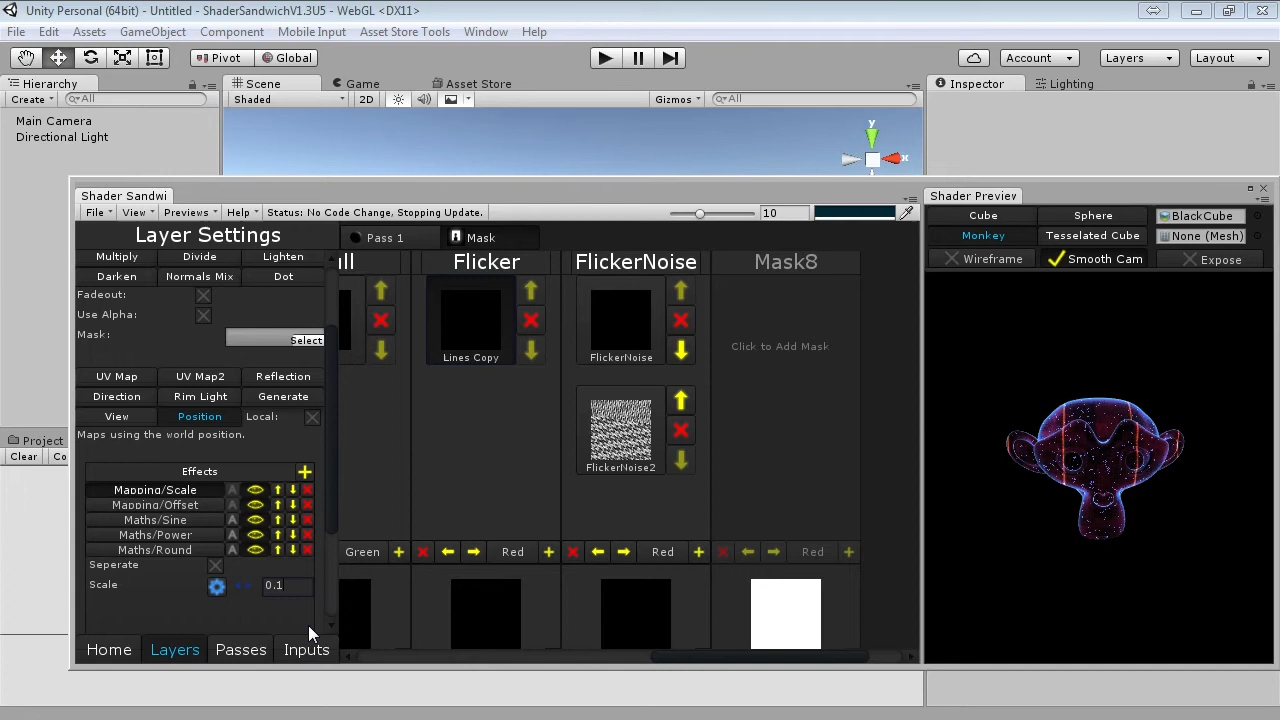 Unity Personal (64bit) - Untitled - ShaderSandwichV1.3U5 - WebGL <DX11>
File Edit Assets GameObject Component Mobile Input Asset Store Tools Window Help
Pivot Global Account Layers Layout
Hierarchy Scene Game Asset Store Inspector Lighting
Create All Shaded 2D Gizmos All
Main Camera
Directional Light
y
x
Shader Sandwi Shader Preview
File View Previews Help Status: No Code Change, Stopping Update. 10
Cube Sphere BlackCube
Monkey Tesselated Cube None (Mesh)
Wireframe Smooth Cam Expose
Layer Settings Pass 1 Mask
Multiply Divide Lighten
Darken Normals Mix Dot
ull Flicker FlickerNoise Mask8
Fadeout:
Use Alpha:
Mask: Select
Lines Copy FlickerNoise Click to Add Mask
UV Map UV Map2 Reflection
Direction Rim Light Generate
View Position Local:
Maps using the world position.
Project
Clear Co
Effects
FlickerNoise2
Mapping/Scale A
Mapping/Offset A
Maths/Sine A
Maths/Power A
Maths/Round A
Green Red Red Red
Seperate
Scale 0.1
Home Layers Passes Inputs